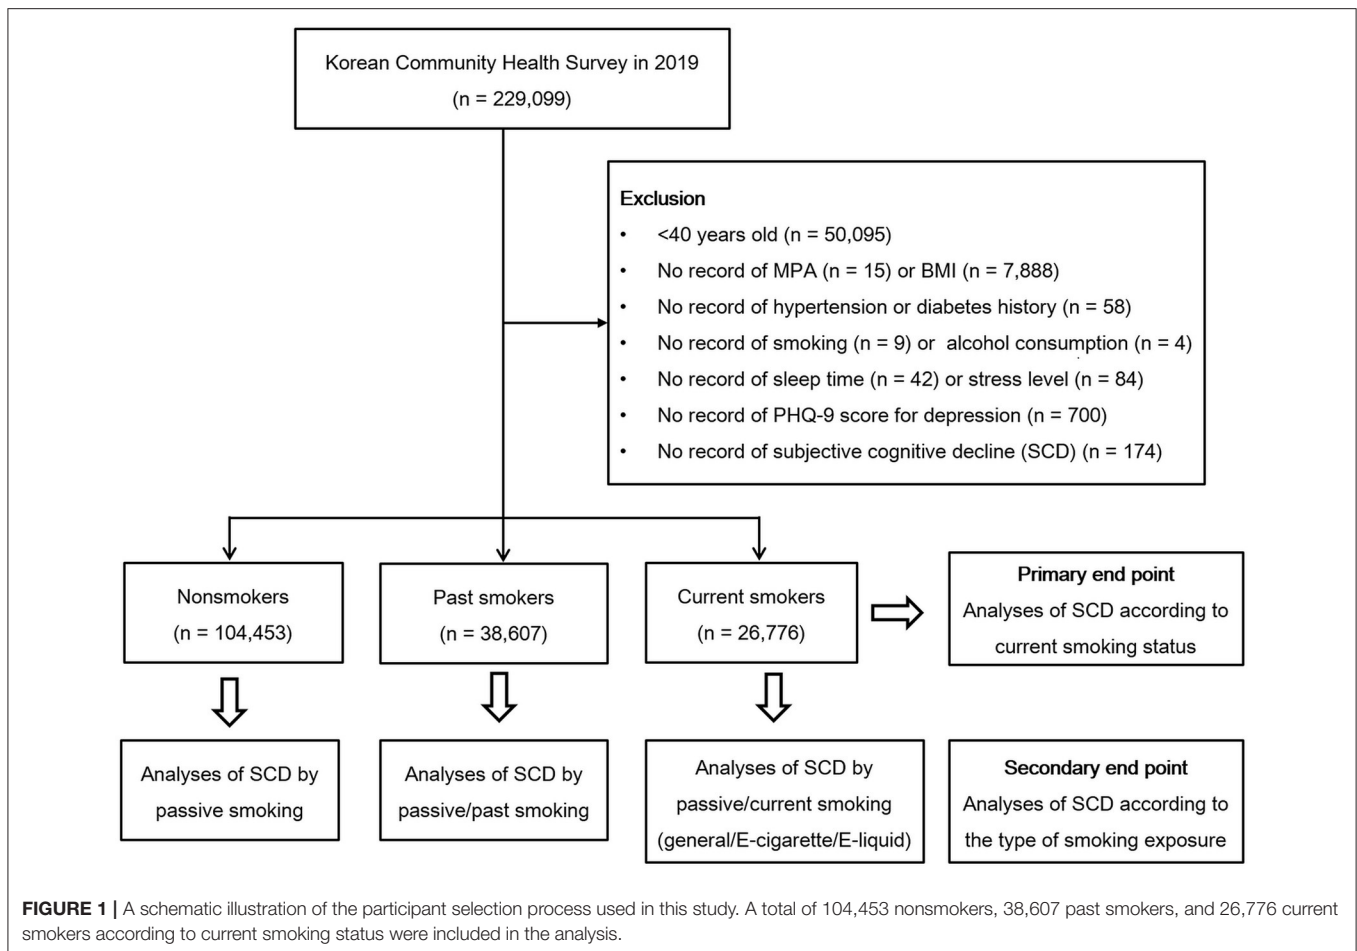 Korean Community Health Survey in 2019
(n = 229,099)
Exclusion
• <40 years old (n = 50,095)
• No record of MPA (n = 15) or BMI (n = 7,888)
• No record of hypertension or diabetes history (n = 58)
• No record of smoking (n = 9) or alcohol consumption (n = 4)
• No record of sleep time (n = 42) or stress level (n = 84)
• No record of PHQ-9 score for depression (n = 700)
• No record of subjective cognitive decline (SCD) (n = 174)
Nonsmokers
(n = 104,453)
Past smokers
(n = 38,607)
Current smokers
(n = 26,776)
Primary end point
Analyses of SCD according to
current smoking status
Analyses of SCD by
passive smoking
Analyses of SCD by
passive/past smoking
Analyses of SCD by
passive/current smoking
(general/E-cigarette/E-liquid)
Secondary end point
Analyses of SCD according to
the type of smoking exposure
FIGURE 1 | A schematic illustration of the participant selection process used in this study. A total of 104,453 nonsmokers, 38,607 past smokers, and 26,776 current
smokers according to current smoking status were included in the analysis.